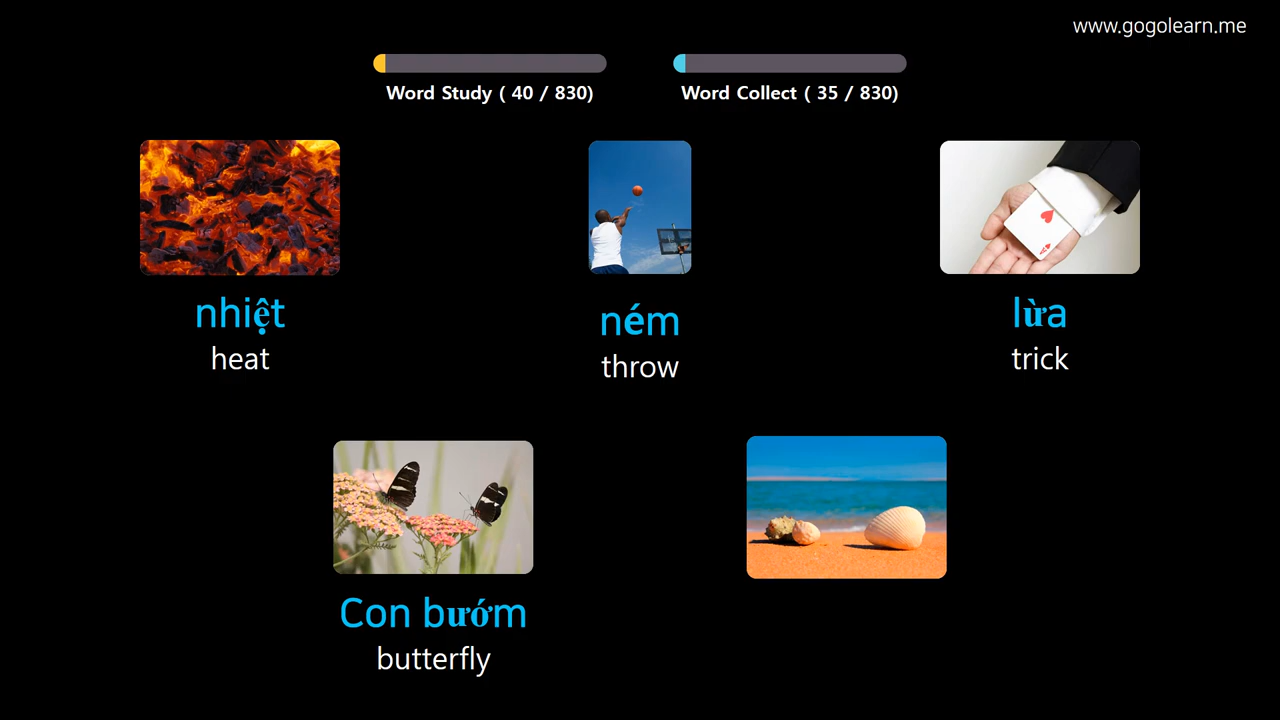 www.gogolearn.me
Word Study ( 40 / 830)
Word Collect ( 35 / 830)
nhiệt
heat
ném
throw
lừa
trick
Con bướm
butterfly